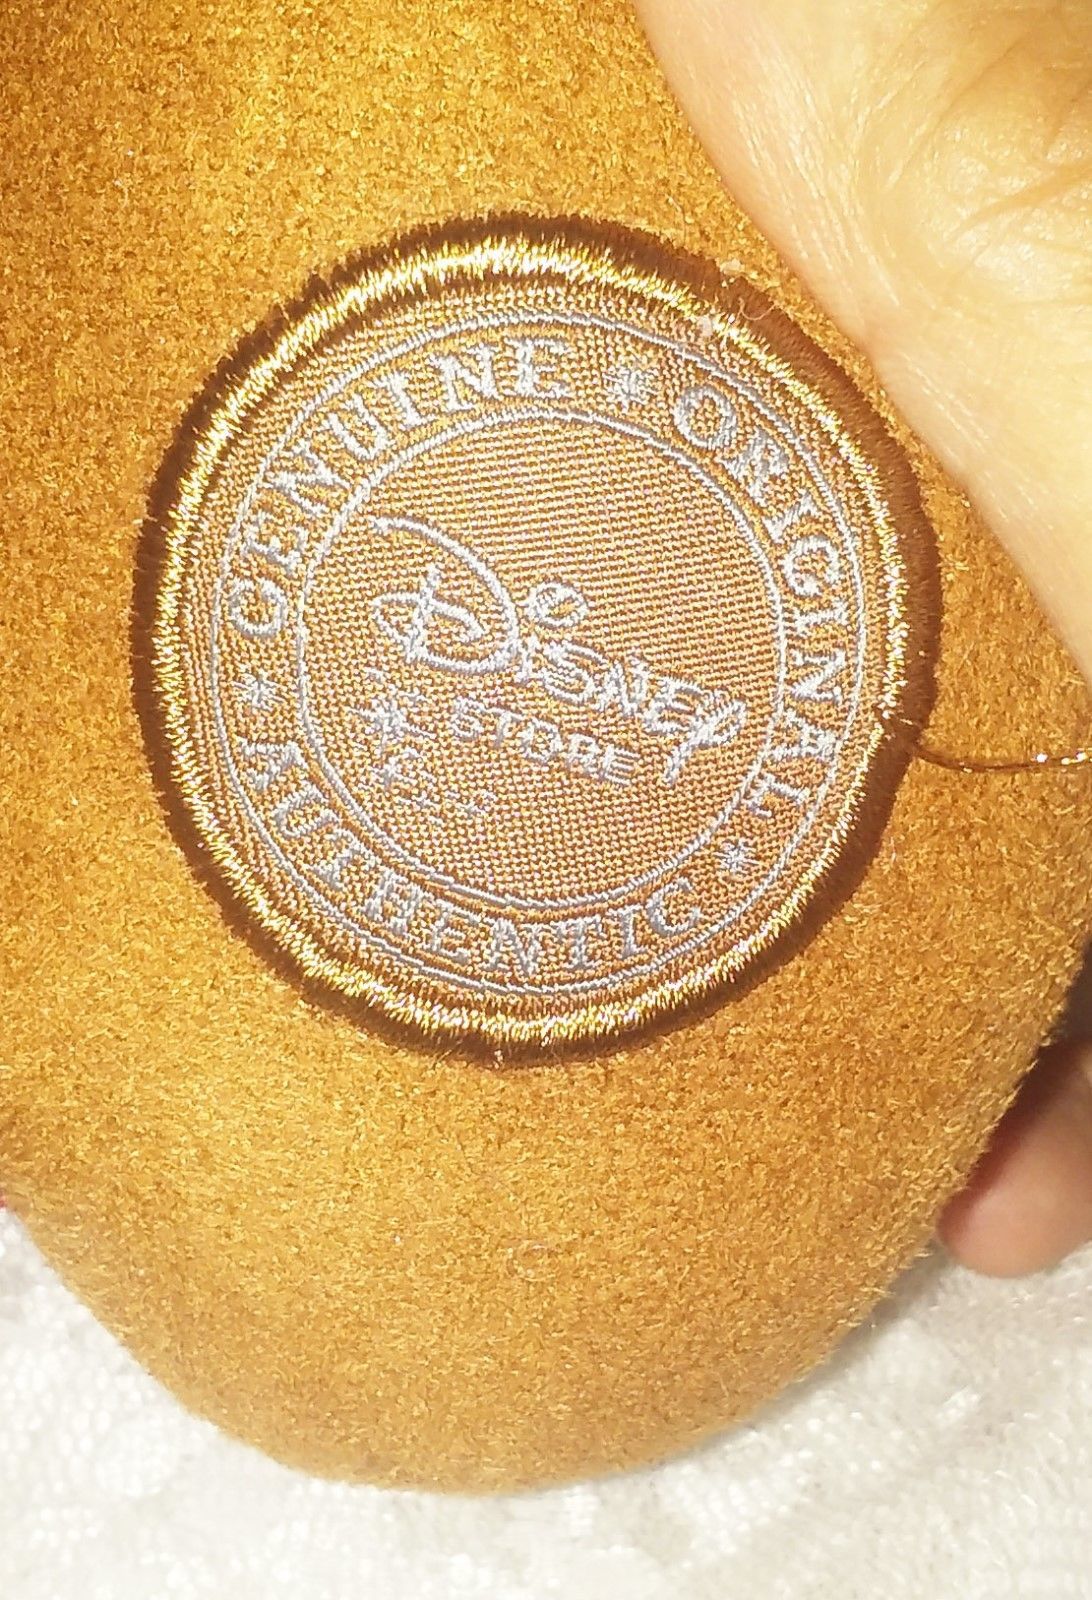 GENUINE * ORIGINAL * AUTHENTIC *
Disney
STORE